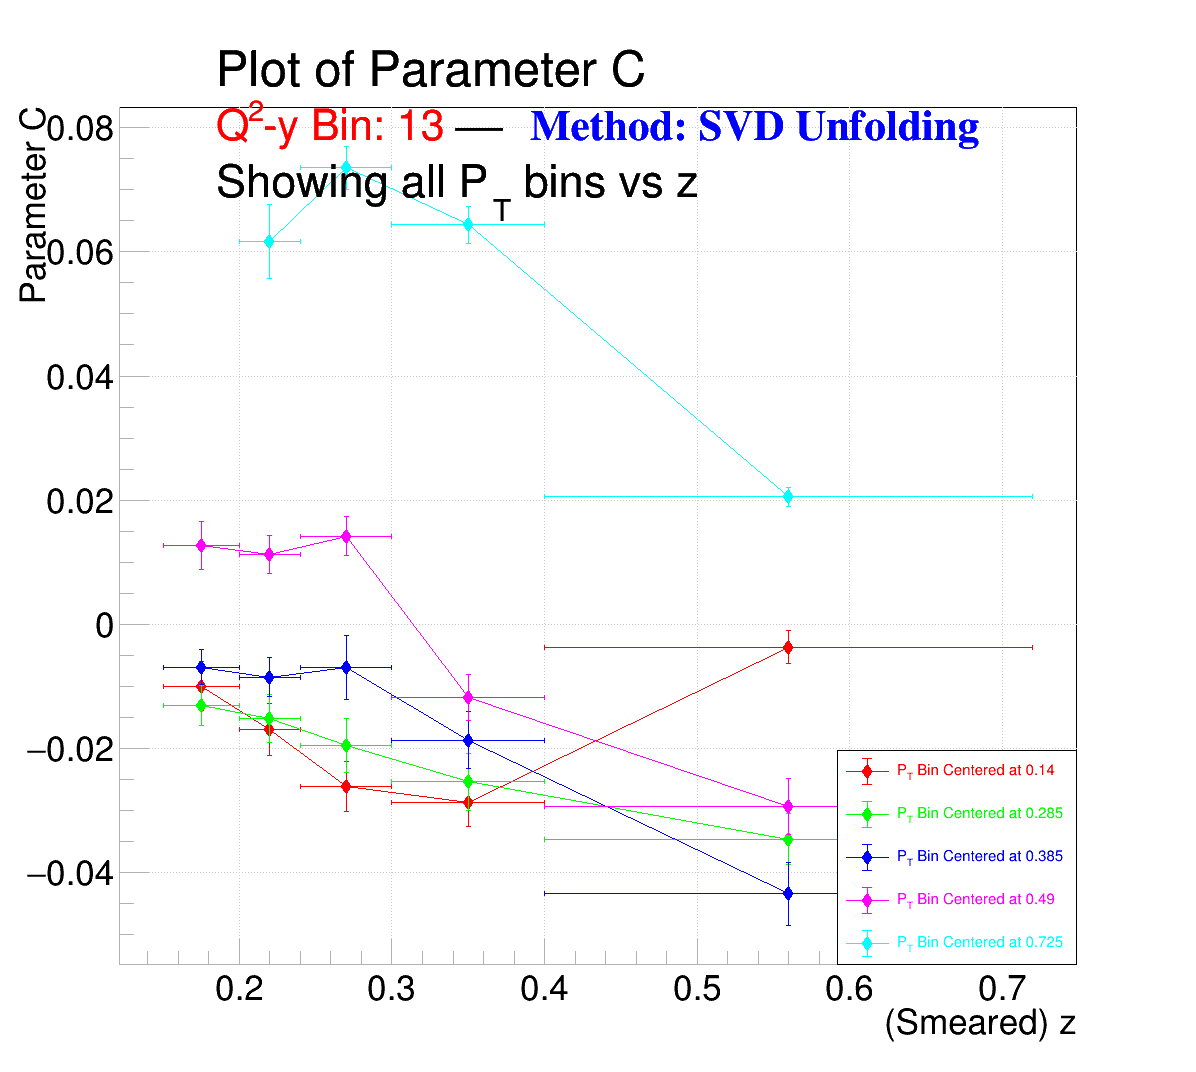 Plot of Parameter C
Q2-y Bin: 13 — Method: SVD Unfolding
Showing all PT bins vs z
Parameter C
0.08
0.06
0.04
0.02
0
−0.02
−0.04
PT Bin Centered at 0.14
PT Bin Centered at 0.285
PT Bin Centered at 0.385
PT Bin Centered at 0.49
PT Bin Centered at 0.725
0.2 0.3 0.4 0.5 0.6 0.7
(Smeared) z